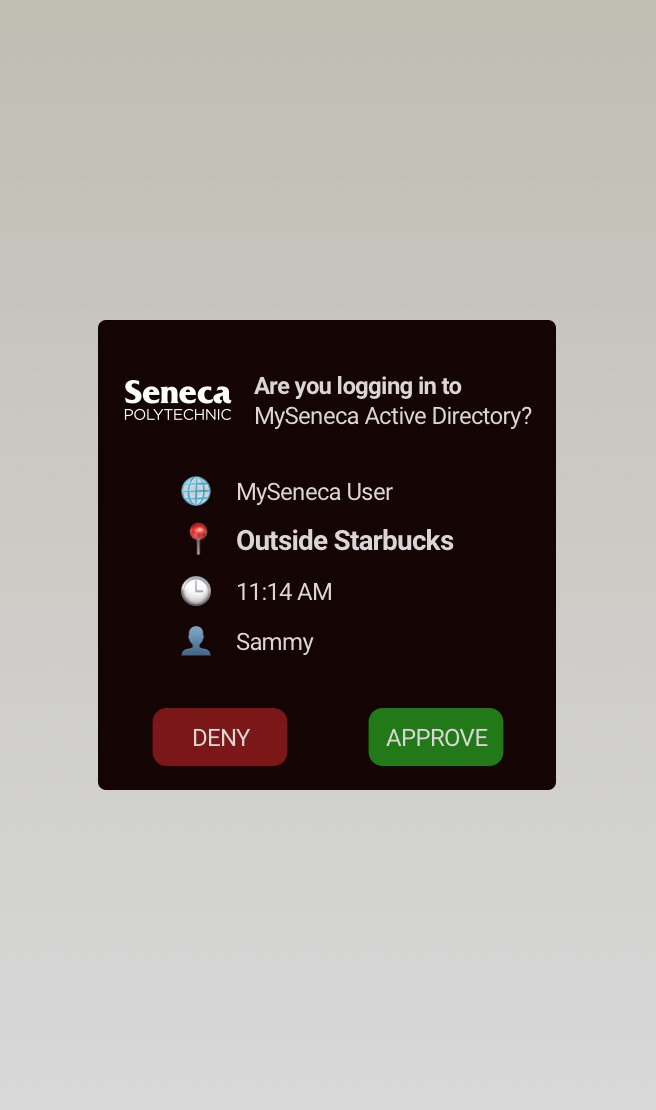 Seneca
POLYTECHNIC
Are you logging in to
MySeneca Active Directory?
MySeneca User
Outside Starbucks
11:14 AM
Sammy
DENY
APPROVE